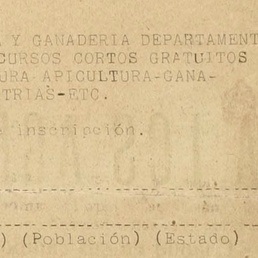 Y GANADERIA DEPARTAMENT
CURSOS CORTOS GRATUITOS
URA APICULTURA-GANA-
TRIAS-ETC.
e inscripción.
) (Población) (Estado)